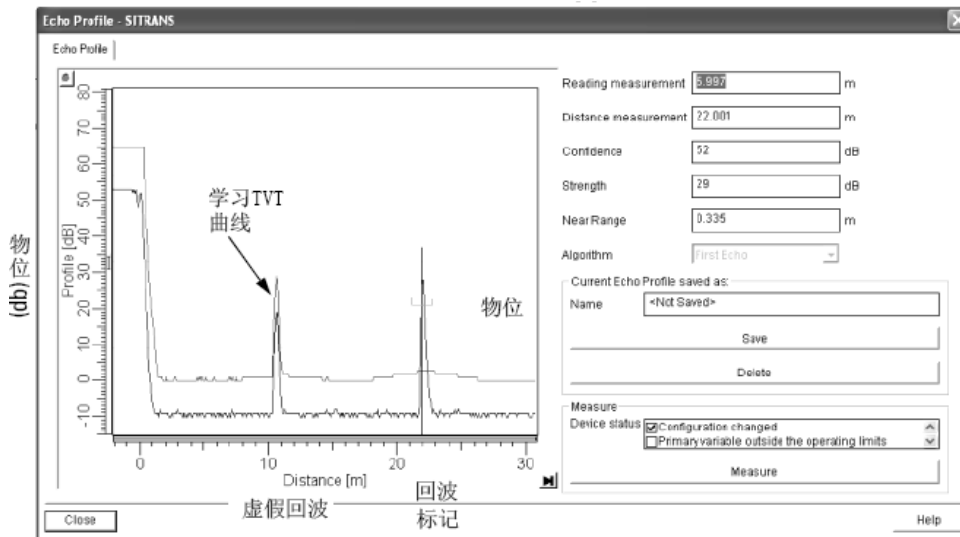 Echo Profile - SITRANS
Echo Profile
80
70
60
50
40
30
20
10
0
-10
Profile [dB]
物位(db)
学习TVT
曲线
物位
0
10
20
30
Distance [m]
虚假回波
回波
标记
Reading measurement 5.997 m
Distance measurement 22.001 m
Confidence 52 dB
Strength 29 dB
Near Range 0.335 m
Algorithm First Echo
Current Echo Profile saved as:
Name <Not Saved>
Save
Delete
Measure
Device status Configuration changed
Primary variable outside the operating limits
Measure
Close
Help